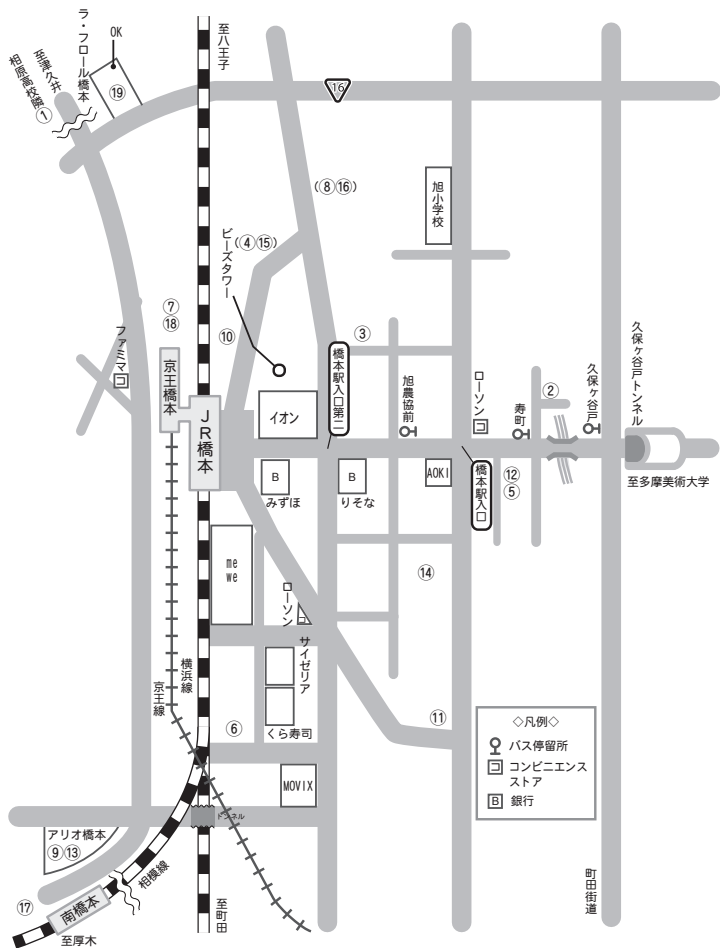 至津久井
相原高校隣
①
ラ・フロール橋本
OK
⑲
至八王子
16
(⑧⑯)
旭小学校
ビーズタワー
(④⑮)
⑦
⑱
⑩
③
ファミマ
コ
京王橋本
JR橋本
イオン
橋本駅入口第二
旭農協前
ローソン
コ
寿町
②
久保ヶ谷戸
久保ヶ谷戸トンネル
至多摩美術大学
B
みずほ
B
りそな
AOKI
橋本駅入口
⑫
⑤
me
we
ローソン
コ
⑭
サイゼリア
くら寿司
横浜線
京王線
⑥
⑪
MOVIX
トンネル
◇凡例◇
バス停留所
コ コンビニエンス
ストア
B 銀行
アリオ橋本
⑨⑬
相模線
⑰
南橋本
至厚木
至町田
町田街道